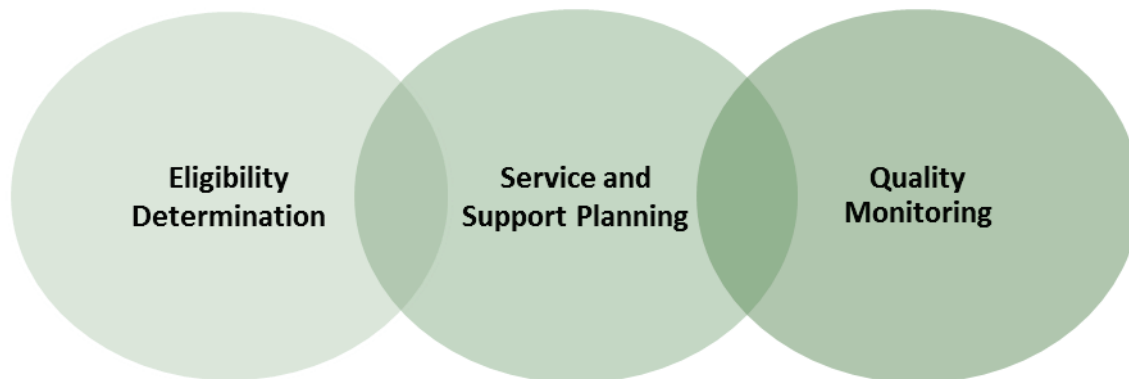 Eligibility
Determination
Service and
Support Planning
Quality
Monitoring